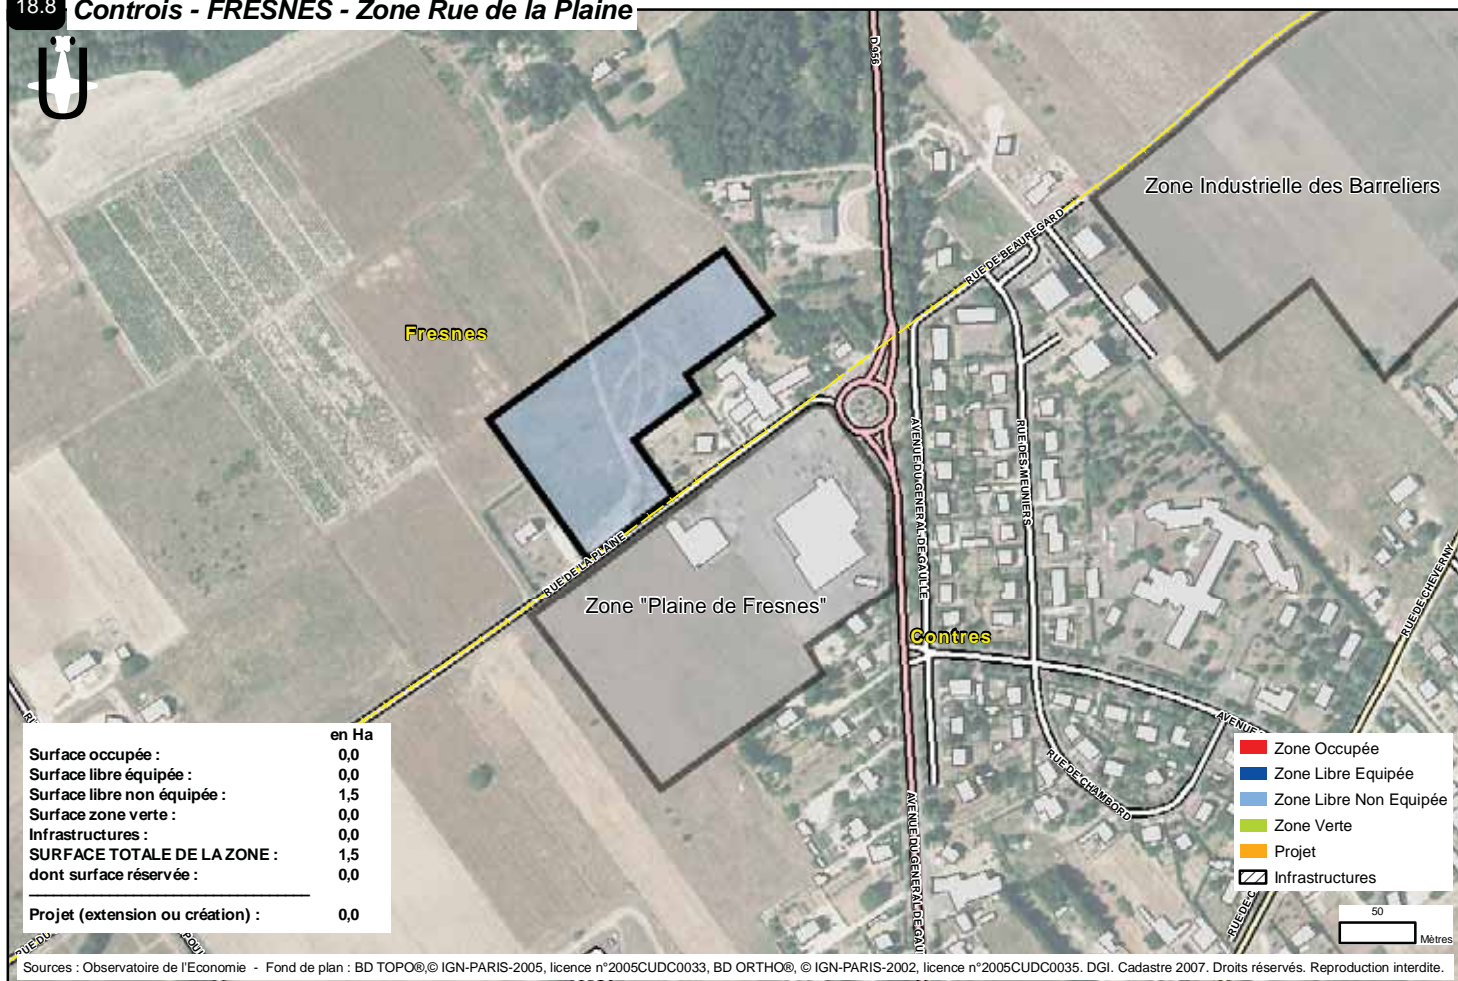 18.8 Controis - FRESNES - Zone Rue de la Plaine
D 956
Zone Industrielle des Barreliers
RUE DE BEAUREGARD
Fresnes
AVENUE DU GENERAL DE GAULLE
RUE DES MEUNIERS
RUE DE LA PLAINE
Zone "Plaine de Fresnes"
RUE DE CHEVERNY
Contres
AVENUE
RUE DE CHAMBORD
AVENUE DU GENERAL DE GAU
RUE DE C
RUE DU
en Ha
Surface occupée : 0,0
Surface libre équipée : 0,0
Surface libre non équipée : 1,5
Surface zone verte : 0,0
Infrastructures : 0,0
SURFACE TOTALE DE LA ZONE : 1,5
dont surface réservée : 0,0
Projet (extension ou création) : 0,0
Zone Occupée
Zone Libre Equipée
Zone Libre Non Equipée
Zone Verte
Projet
Infrastructures
50
Mètres
Sources : Observatoire de l'Economie - Fond de plan : BD TOPO®,© IGN-PARIS-2005, licence n°2005CUDC0033, BD ORTHO®, © IGN-PARIS-2002, licence n°2005CUDC0035. DGI. Cadastre 2007. Droits réservés. Reproduction interdite.